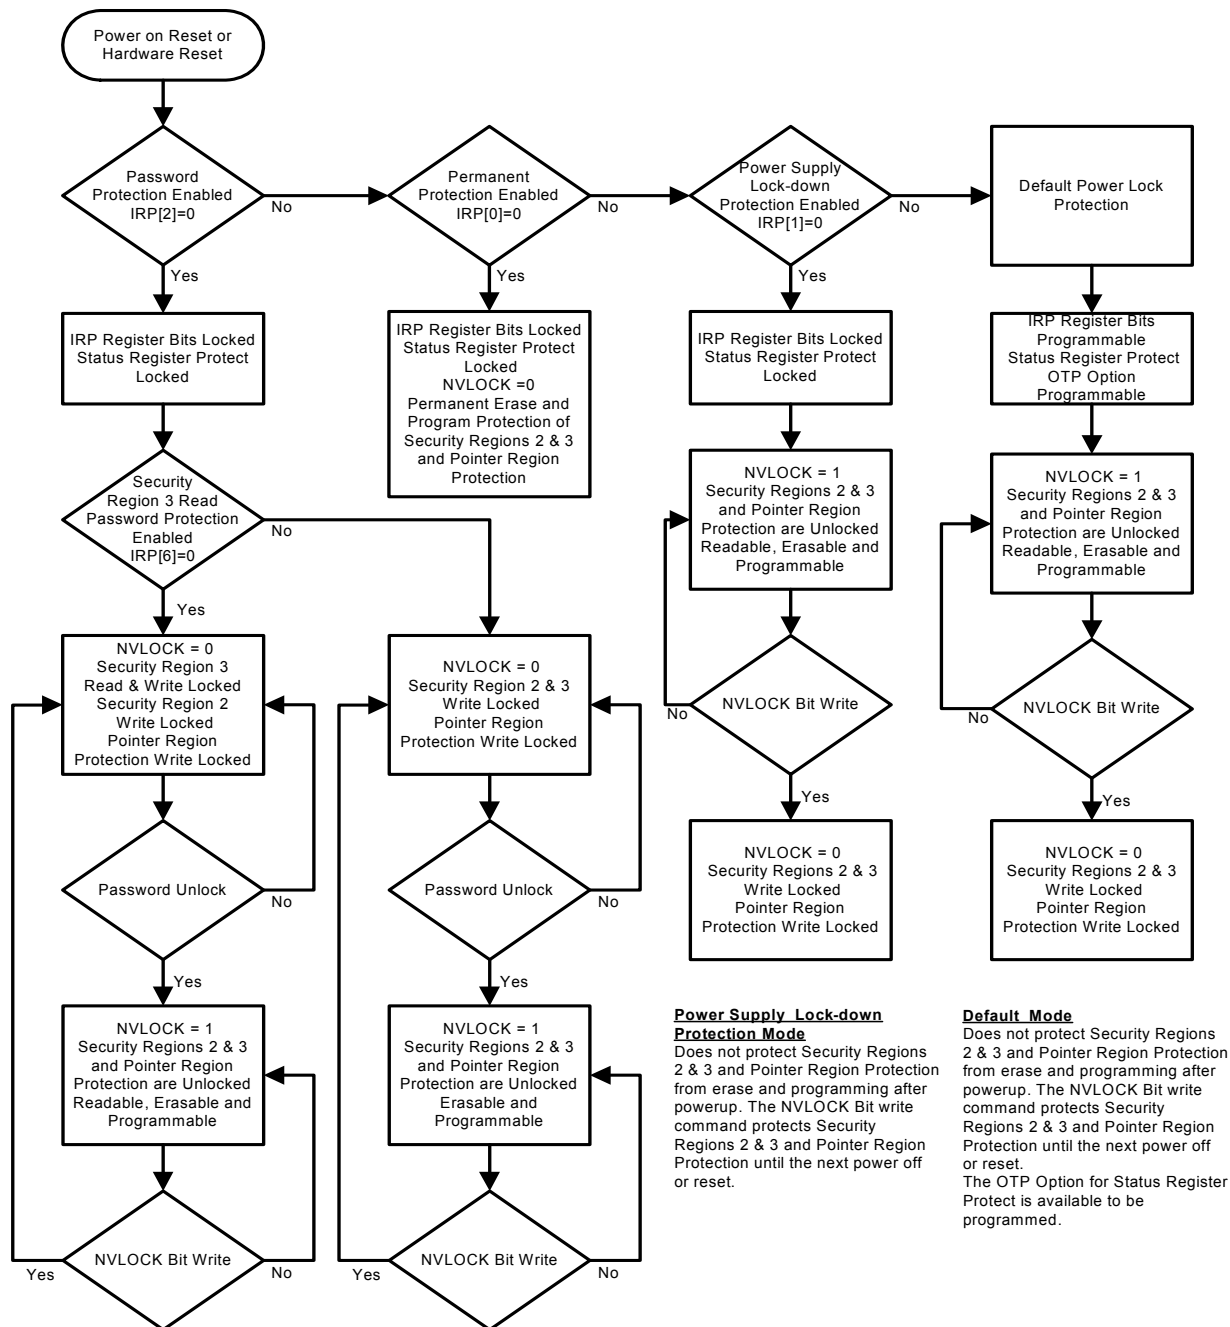 Power on Reset or
Hardware Reset
Password
Protection Enabled
IRP[2]=0
No
Yes
Permanent
Protection Enabled
IRP[0]=0
No
Yes
Power Supply
Lock-down
Protection Enabled
IRP[1]=0
No
Yes
Default Power Lock
Protection
IRP Register Bits Locked
Status Register Protect
Locked
IRP Register Bits Locked
Status Register Protect
Locked
NVLOCK =0
Permanent Erase and
Program Protection of
Security Regions 2 & 3
and Pointer Region
Protection
IRP Register Bits Locked
Status Register Protect
Locked
IRP Register Bits
Programmable
Status Register Protect
OTP Option
Programmable
Security
Region 3 Read
Password Protection
Enabled
IRP[6]=0
No
Yes
NVLOCK = 1
Security Regions 2 & 3
and Pointer Region
Protection are Unlocked
Readable, Erasable and
Programmable
NVLOCK = 1
Security Regions 2 & 3
and Pointer Region
Protection are Unlocked
Readable, Erasable and
Programmable
NVLOCK = 0
Security Region 3
Read & Write Locked
Security Region 2
Write Locked
Pointer Region
Protection Write Locked
NVLOCK = 0
Security Region 2 & 3
Write Locked
Pointer Region
Protection Write Locked
NVLOCK Bit Write
No
Yes
NVLOCK Bit Write
No
Yes
Password Unlock
No
Yes
Password Unlock
No
Yes
NVLOCK = 0
Security Regions 2 & 3
Write Locked
Pointer Region
Protection Write Locked
NVLOCK = 0
Security Regions 2 & 3
Write Locked
Pointer Region
Protection Write Locked
NVLOCK = 1
Security Regions 2 & 3
and Pointer Region
Protection are Unlocked
Readable, Erasable and
Programmable
NVLOCK = 1
Security Regions 2 & 3
and Pointer Region
Protection are Unlocked
Erasable and
Programmable
Power Supply Lock-down
Protection Mode
Does not protect Security Regions
2 & 3 and Pointer Region Protection
from erase and programming after
powerup. The NVLOCK Bit write
command protects Security
Regions 2 & 3 and Pointer Region
Protection until the next power off
or reset.
Default Mode
Does not protect Security Regions
2 & 3 and Pointer Region Protection
from erase and programming after
powerup. The NVLOCK Bit write
command protects Security
Regions 2 & 3 and Pointer Region
Protection until the next power off
or reset.
The OTP Option for Status Register
Protect is available to be
programmed.
NVLOCK Bit Write
Yes
No
NVLOCK Bit Write
Yes
No